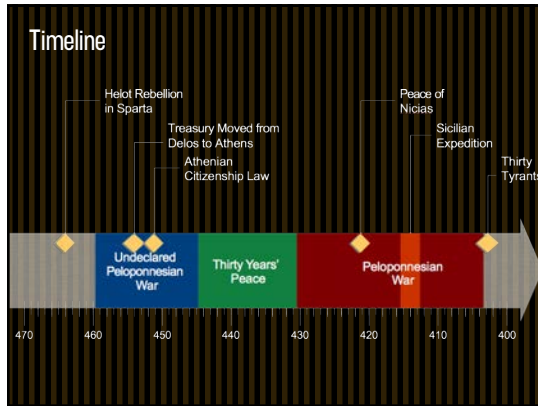 Timeline
Helot Rebellion
in Sparta
Treasury Moved from
Delos to Athens
Athenian
Citizenship Law
Peace of
Nicias
Sicilian
Expedition
Thirty
Tyrants
Undeclared
Peloponnesian
War
Thirty Years'
Peace
Peloponnesian
War
470 460 450 440 430 420 410 400